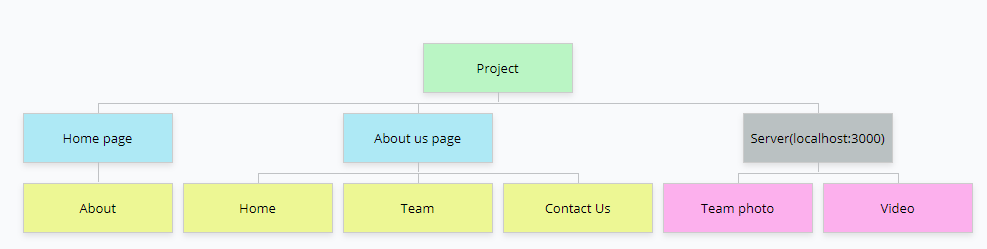 Project
Home page
About us page
Server(localhost:3000)
About
Home
Team
Contact Us
Team photo
Video